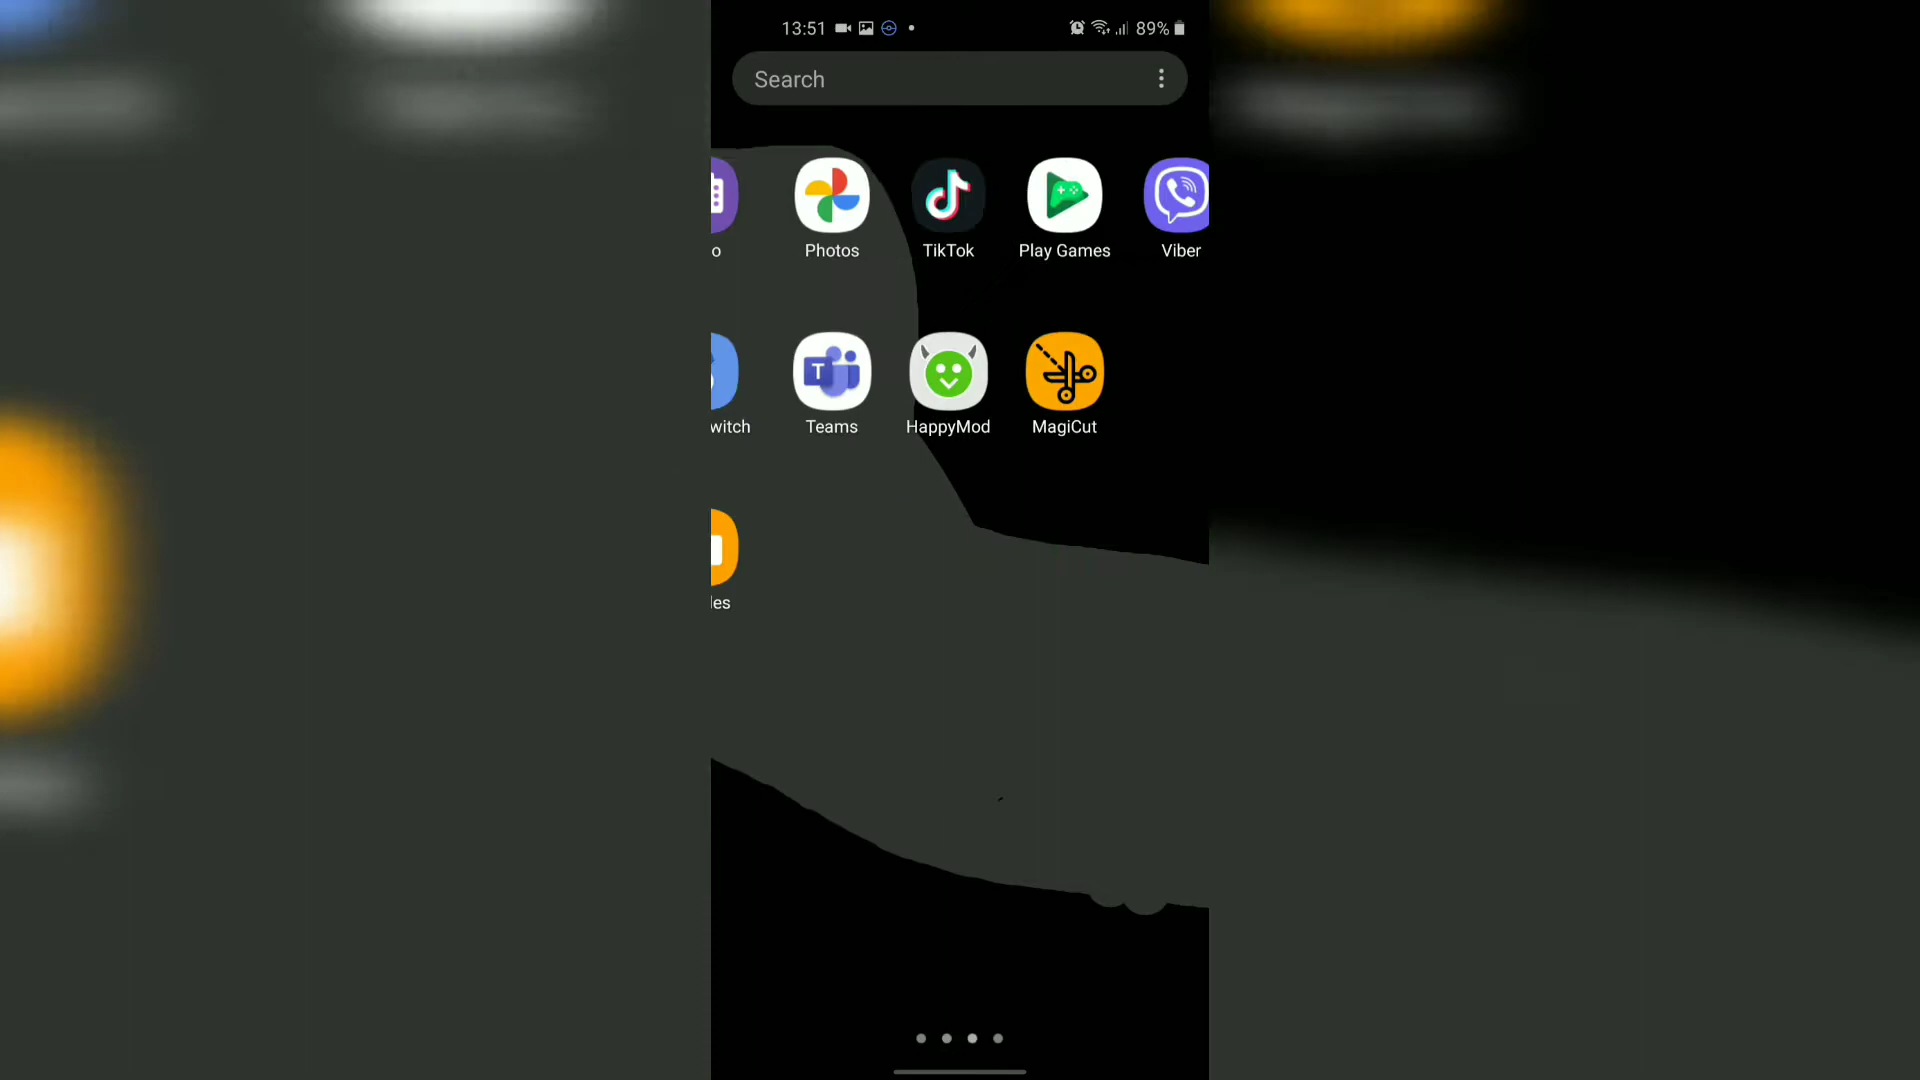 13:51 89%
Search
o Photos TikTok Play Games Viber
T
witch Teams HappyMod MagiCut
les